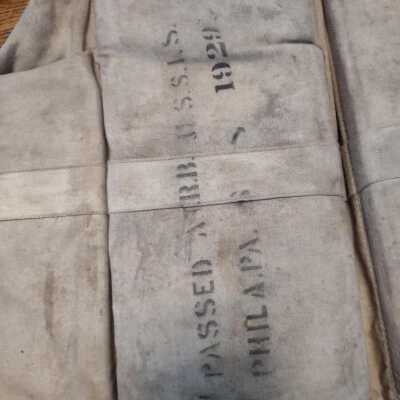 PASSED R.B. U.S.I.S.
PHILA.PA. 1929